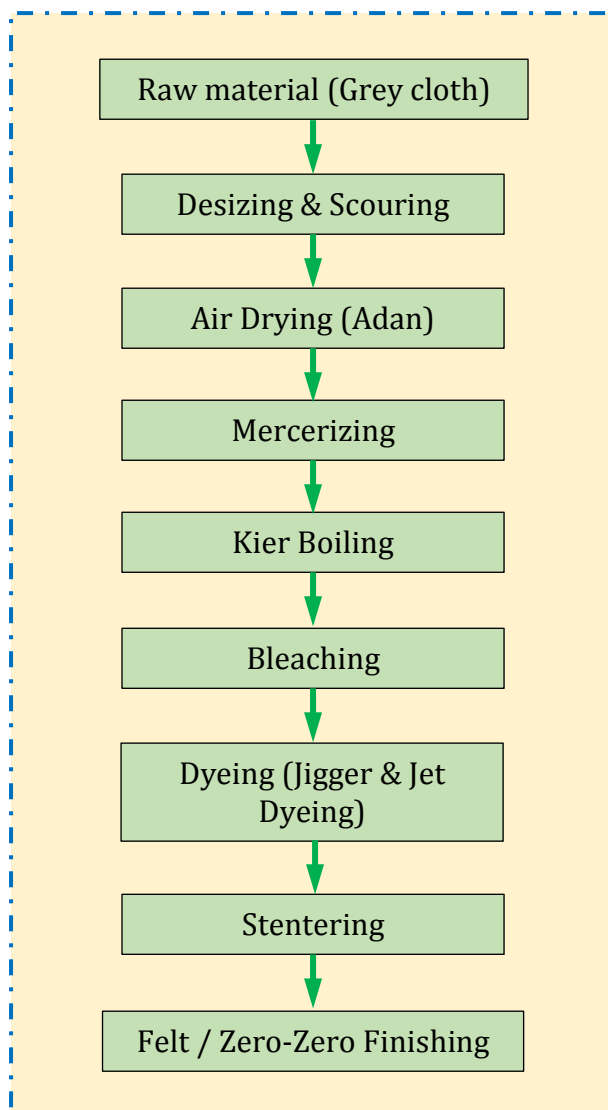 Raw material (Grey cloth)
Desizing & Scouring
Air Drying (Adan)
Mercerizing
Kier Boiling
Bleaching
Dyeing (Jigger & Jet
Dyeing)
Stentering
Felt / Zero-Zero Finishing